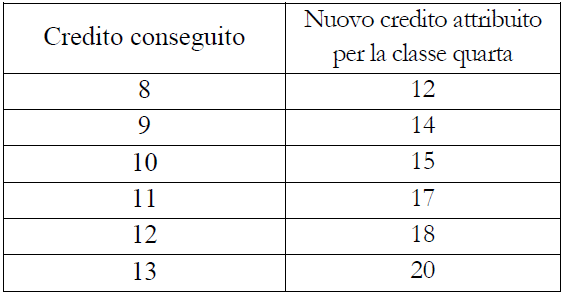 Credito conseguito
Nuovo credito attribuito
per la classe quarta
8 12
9 14
10 15
11 17
12 18
13 20